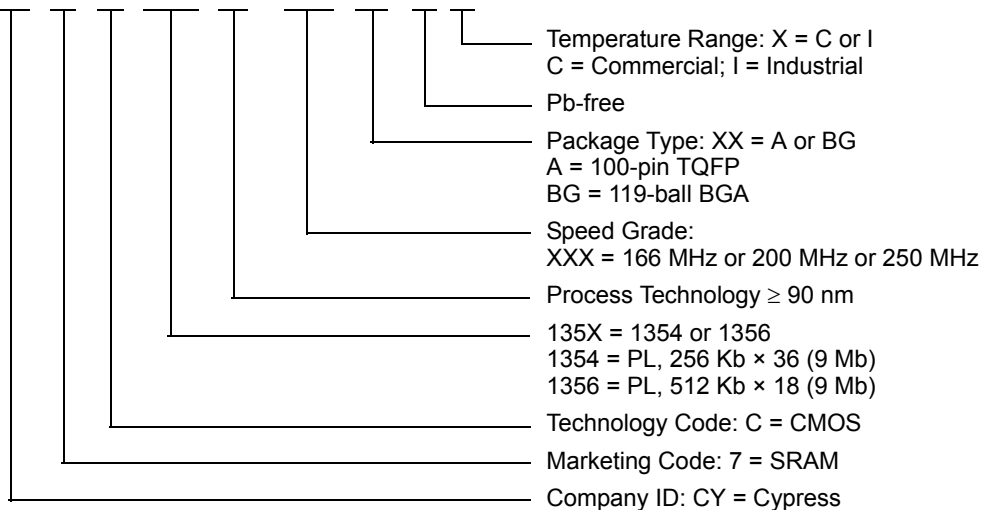 Temperature Range: X = C or I
C = Commercial; I = Industrial
Pb-free
Package Type: XX = A or BG
A = 100-pin TQFP
BG = 119-ball BGA
Speed Grade:
XXX = 166 MHz or 200 MHz or 250 MHz
Process Technology ≥ 90 nm
135X = 1354 or 1356
1354 = PL, 256 Kb × 36 (9 Mb)
1356 = PL, 512 Kb × 18 (9 Mb)
Technology Code: C = CMOS
Marketing Code: 7 = SRAM
Company ID: CY = Cypress